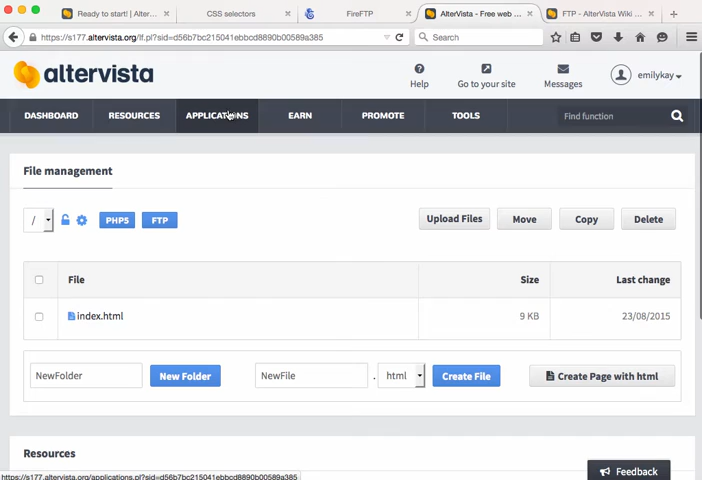 Ready to start! | Alter... × CSS selectors × FireFTP × AlterVista - Free web ... × FTP - AlterVista Wiki ... × +
https://s177.altervista.org/lf.pl?sid=d56b7bc215041ebbcd8890b00589a385 Search
altervista Help Go to your site Messages emilykay
DASHBOARD RESOURCES APPLICATIONS EARN PROMOTE TOOLS Find function
File management
/ PHP5 FTP Upload Files Move Copy Delete
File Size Last change
index.html 9 KB 23/08/2015
NewFolder New Folder NewFile . html Create File Create Page with html
Resources
Feedback
https://s177.altervista.org/applications.pl?sid=d56b7bc215041ebbcd8890b00589a385